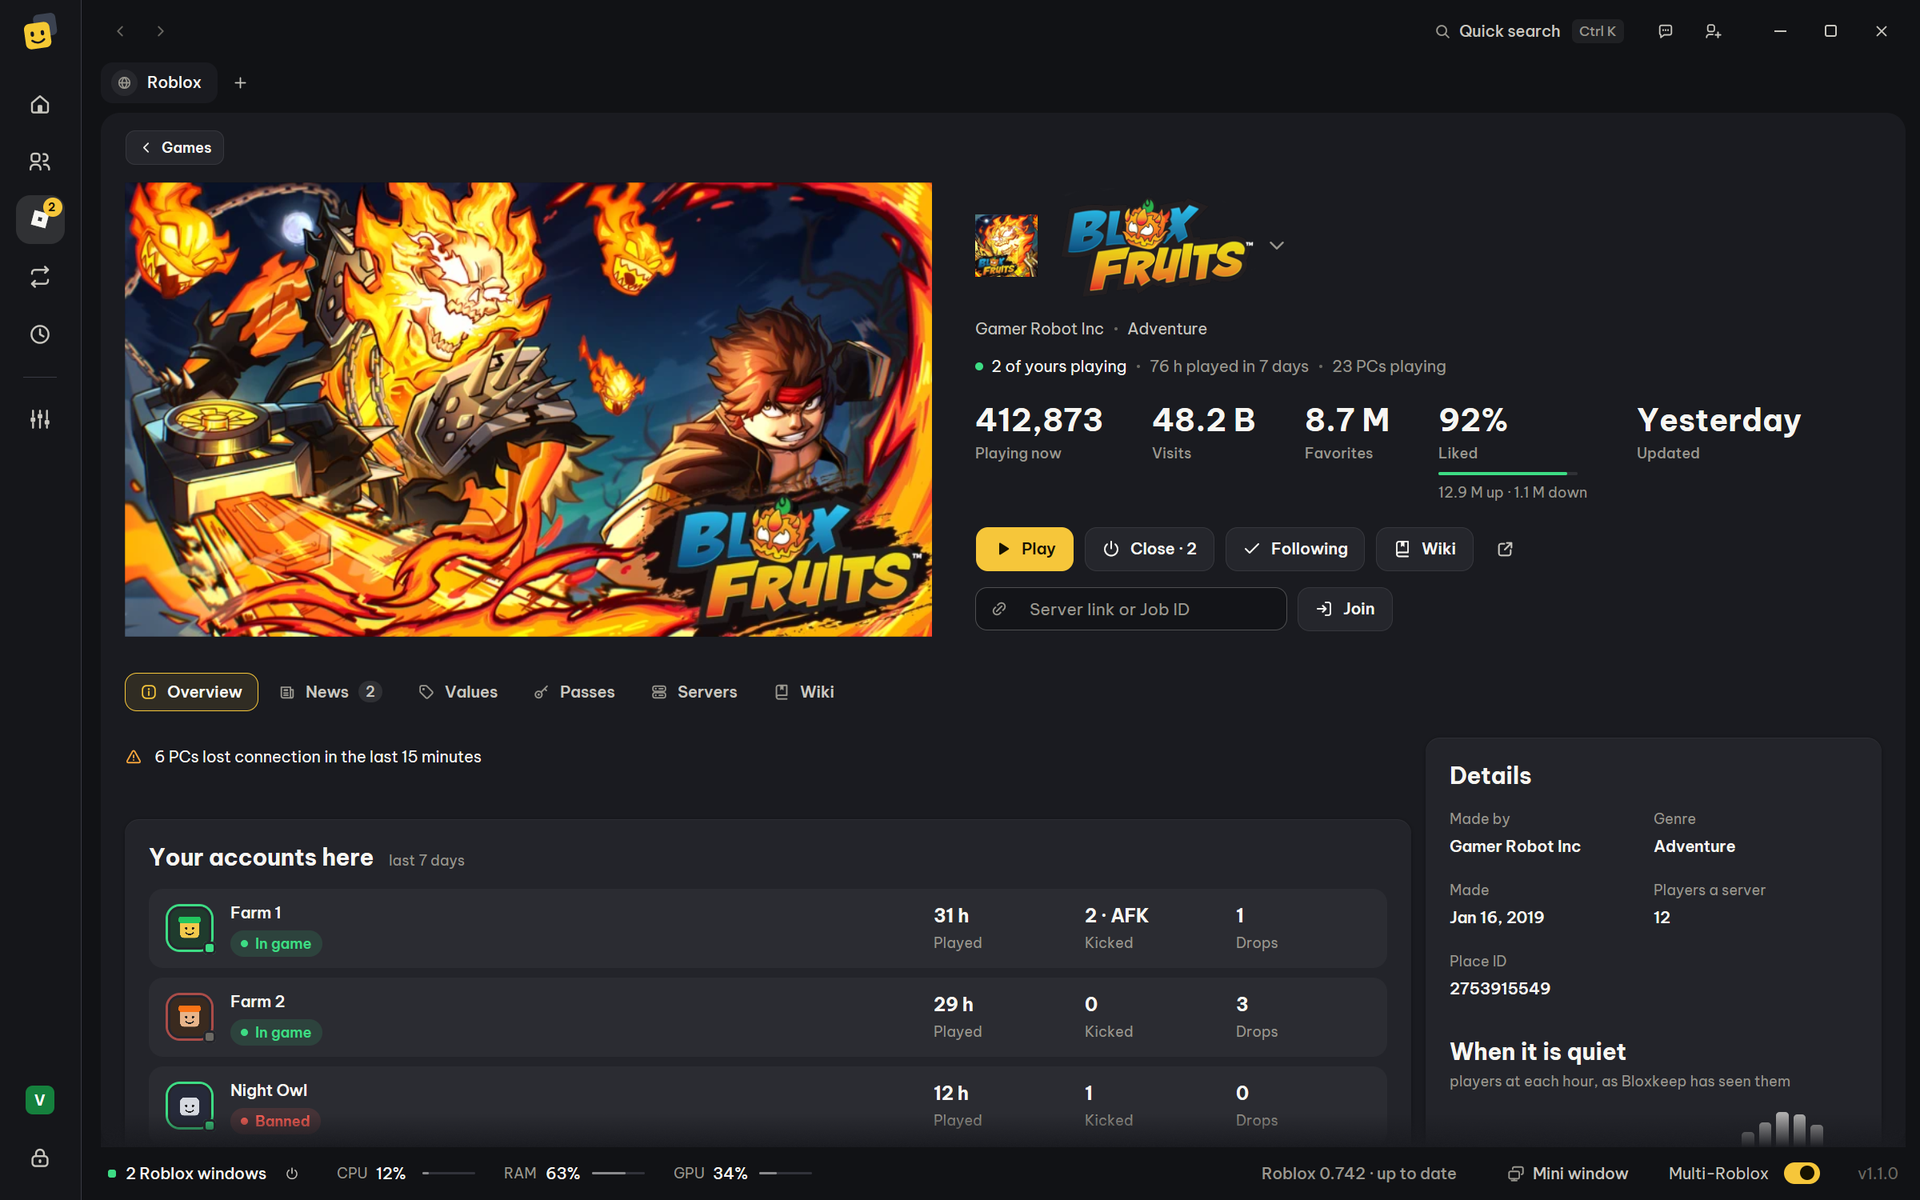 Quick search Ctrl K
Roblox
2
Games
BLOX
FRUITS
BLOX
FRUITS™
Gamer Robot Inc · Adventure
2 of yours playing · 76 h played in 7 days · 23 PCs playing
412,873 48.2 B 8.7 M 92% Yesterday
Playing now Visits Favorites Liked Updated
12.9 M up · 1.1 M down
BLOX
FRUITS™
Play Close · 2 Following Wiki
Server link or Job ID Join
Overview News 2 Values Passes Servers Wiki
6 PCs lost connection in the last 15 minutes
Your accounts here last 7 days
Farm 1
In game
31 h 2 · AFK 1
Played Kicked Drops
Farm 2
In game
29 h 0 3
Played Kicked Drops
Night Owl
Banned
12 h 1 0
Played Kicked Drops
Details
Made by Genre
Gamer Robot Inc Adventure
Made Players a server
Jan 16, 2019 12
Place ID
2753915549
When it is quiet
players at each hour, as Bloxkeep has seen them
V
2 Roblox windows CPU 12% RAM 63% GPU 34% Roblox 0.742 · up to date Mini window Multi-Roblox v1.1.0